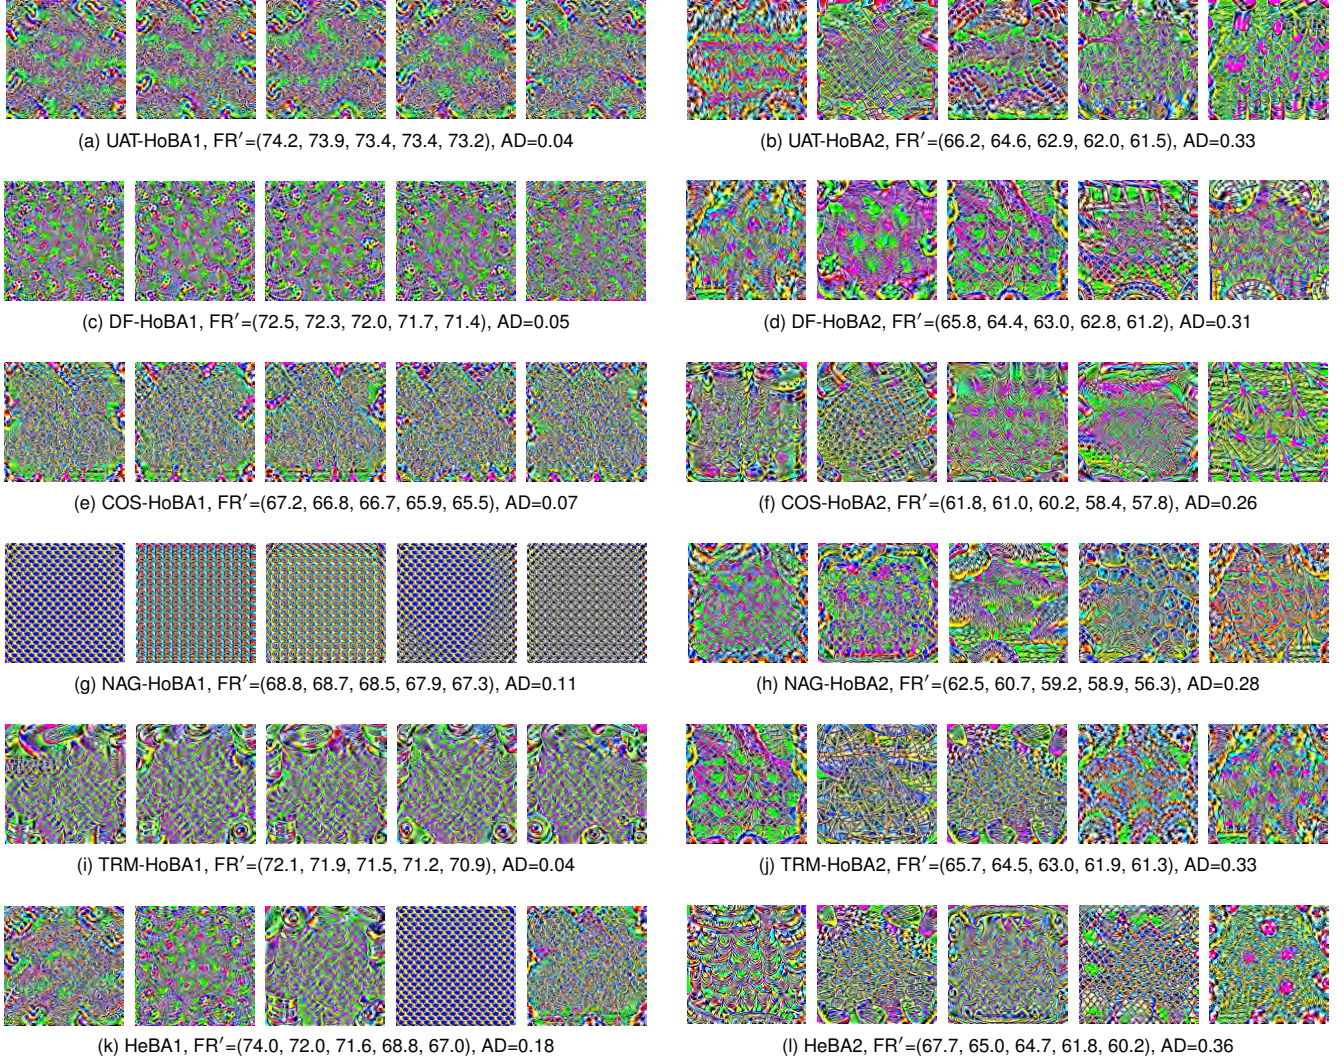 (a) UAT-HoBA1, FR′=(74.2, 73.9, 73.4, 73.4, 73.2), AD=0.04
(b) UAT-HoBA2, FR′=(66.2, 64.6, 62.9, 62.0, 61.5), AD=0.33
(c) DF-HoBA1, FR′=(72.5, 72.3, 72.0, 71.7, 71.4), AD=0.05
(d) DF-HoBA2, FR′=(65.8, 64.4, 63.0, 62.8, 61.2), AD=0.31
(e) COS-HoBA1, FR′=(67.2, 66.8, 66.7, 65.9, 65.5), AD=0.07
(f) COS-HoBA2, FR′=(61.8, 61.0, 60.2, 58.4, 57.8), AD=0.26
(g) NAG-HoBA1, FR′=(68.8, 68.7, 68.5, 67.9, 67.3), AD=0.11
(h) NAG-HoBA2, FR′=(62.5, 60.7, 59.2, 58.9, 56.3), AD=0.28
(i) TRM-HoBA1, FR′=(72.1, 71.9, 71.5, 71.2, 70.9), AD=0.04
(j) TRM-HoBA2, FR′=(65.7, 64.5, 63.0, 61.9, 61.3), AD=0.33
(k) HeBA1, FR′=(74.0, 72.0, 71.6, 68.8, 67.0), AD=0.18
(l) HeBA2, FR′=(67.7, 65.0, 64.7, 61.8, 60.2), AD=0.36